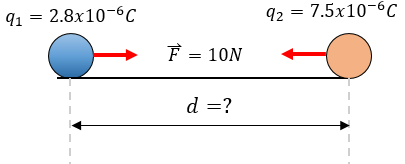 q₁ = 2.8x10⁻⁶C
q₂ = 7.5x10⁻⁶C
F⃗ = 10N
d =?